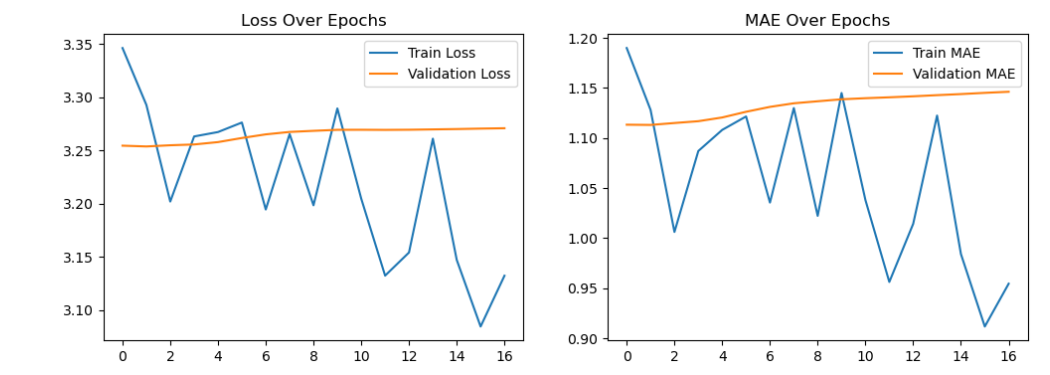 Loss Over Epochs
3.35
3.30
3.25
3.20
3.15
3.10
0 2 4 6 8 10 12 14 16
Train Loss
Validation Loss
MAE Over Epochs
1.20
1.15
1.10
1.05
1.00
0.95
0.90
0 2 4 6 8 10 12 14 16
Train MAE
Validation MAE